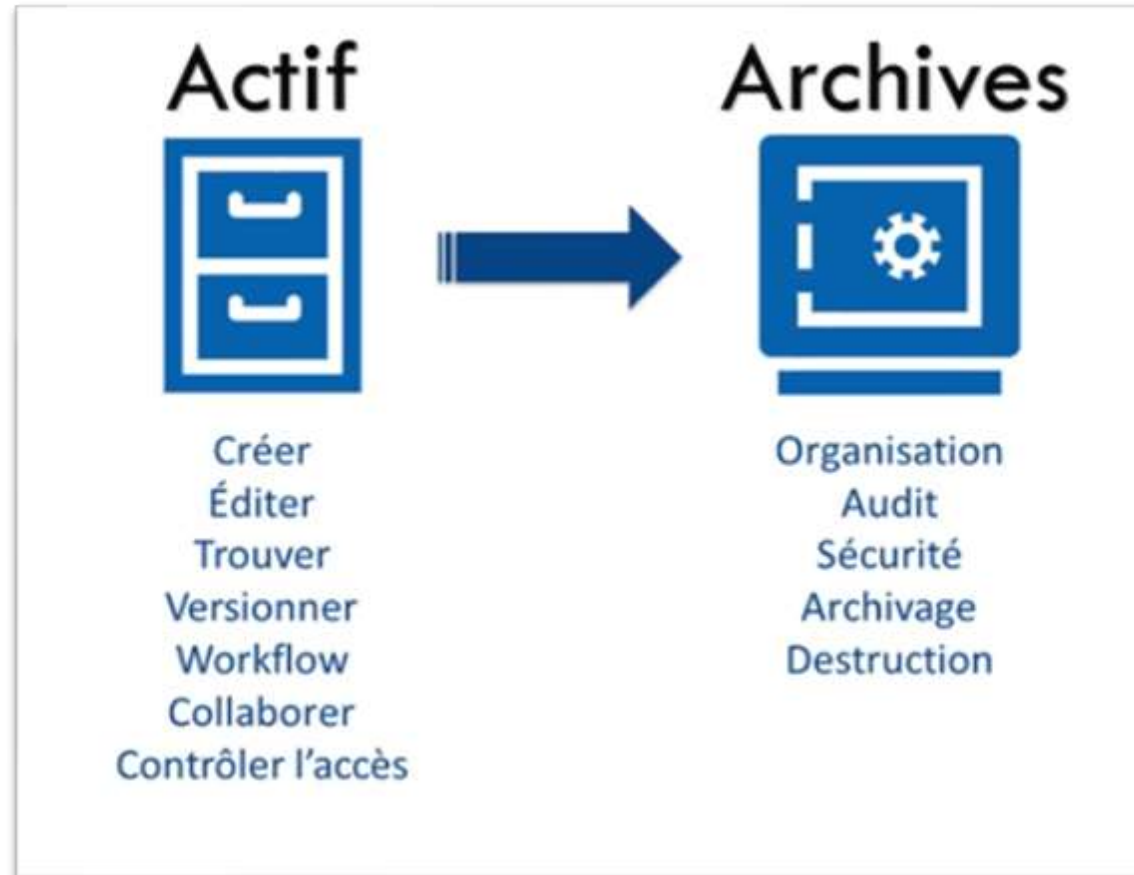 Actif
Archives
Créer
Éditer
Trouver
Versionner
Workflow
Collaborer
Contrôler l’accès
Organisation
Audit
Sécurité
Archivage
Destruction